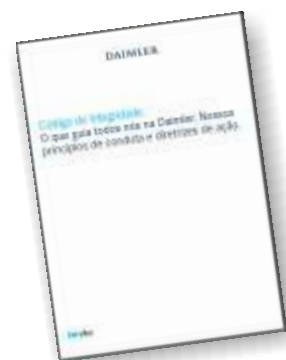 DAIMLER
Código de Integridade.
O que guia todos nós na Daimler. Nossos
princípios de conduta e diretrizes de ação.